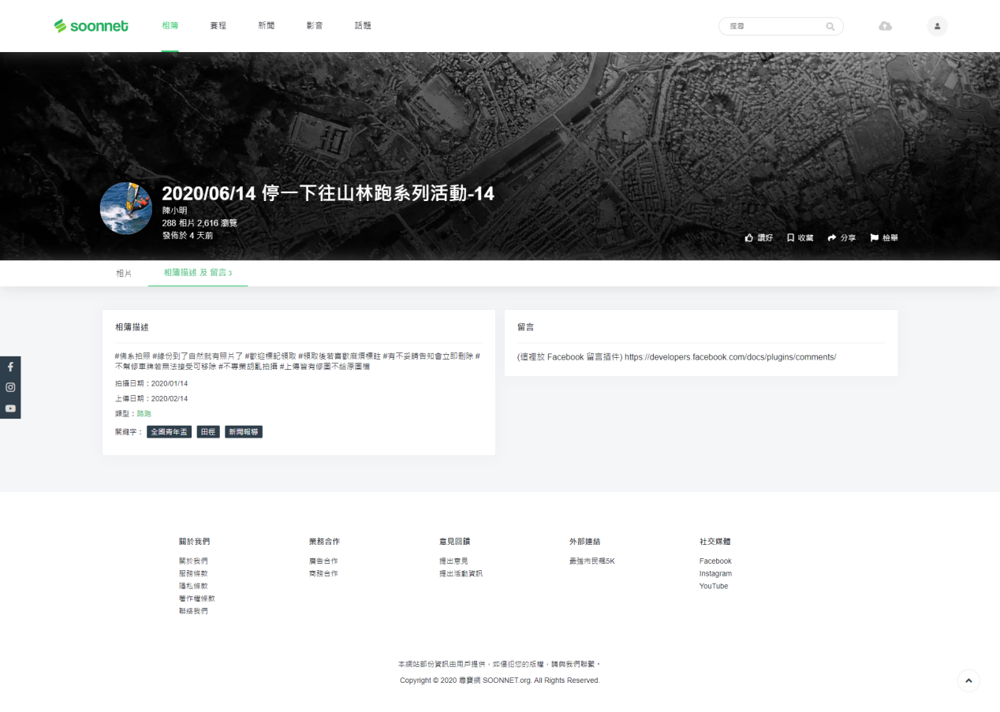 soonnet
相簿
賽程
新聞
影音
話題
搜尋
2020/06/14 停一下往山林跑系列活動-14
陳小明
288 相片 2,616 瀏覽
發佈於 4 天前
讚好
收藏
分享
檢舉
相片
相簿描述 及 留言 3
相簿描述
#佛系拍照 #緣份到了自然就有照片了 #歡迎標記領取 #領取後若喜歡麻煩標註 #有不妥請告知會立即刪除 #
不幫修車牌若無法接受可移除 #不專業胡亂拍攝 #上傳皆有修圖不給原圖檔
拍攝日期：2020/01/14
上傳日期：2020/02/14
類型：路跑
關鍵字： 全國青年盃 田徑 新聞報導
留言
(這裡放 Facebook 留言插件) https://developers.facebook.com/docs/plugins/comments/
關於我們
關於我們
服務條款
隱私條款
著作權條款
聯絡我們
業務合作
廣告合作
商務合作
意見回饋
提出意見
提出活動資訊
外部連結
最強市民飆5K
社交媒體
Facebook
Instagram
YouTube
本網站部份資訊由用戶提供，如侵犯您的版權，請與我們聯繫。
Copyright © 2020 尋寶網 SOONNET.org. All Rights Reserved.